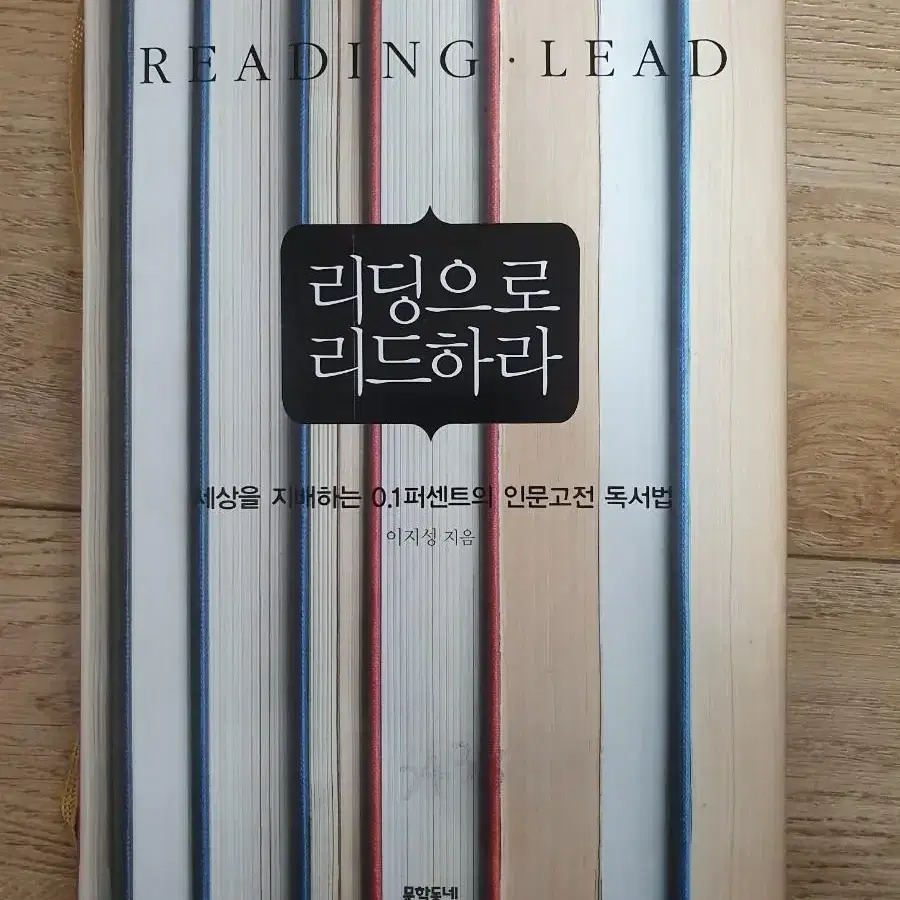 READING · LEAD
리딩으로
리드하라
세상을 지배하는 0.1퍼센트의 인문고전 독서법
이지성 지음
문학동네